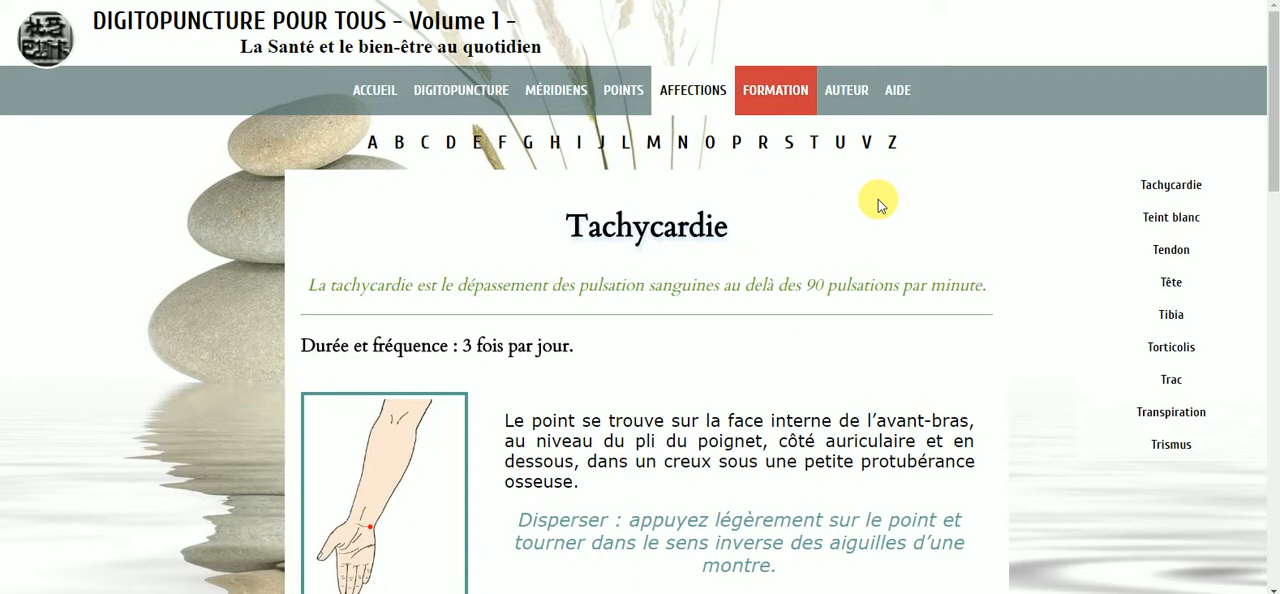 DIGITOPUNCTURE POUR TOUS - Volume 1 -
La Santé et le bien-être au quotidien
ACCUEIL DIGITOPUNCTURE MÉRIDIENS POINTS AFFECTIONS FORMATION AUTEUR AIDE
A B C D E F G H I J L M N O P R S T U V Z
Tachycardie
La tachycardie est le dépassement des pulsation sanguines au delà des 90 pulsations par minute.
Durée et fréquence : 3 fois par jour.
Le point se trouve sur la face interne de l’avant-bras,
au niveau du pli du poignet, côté auriculaire et en
dessous, dans un creux sous une petite protubérance
osseuse.
Disperser : appuyez légèrement sur le point et
tourner dans le sens inverse des aiguilles d’une
montre.
Tachycardie
Teint blanc
Tendon
Tête
Tibia
Torticolis
Trac
Transpiration
Trismus